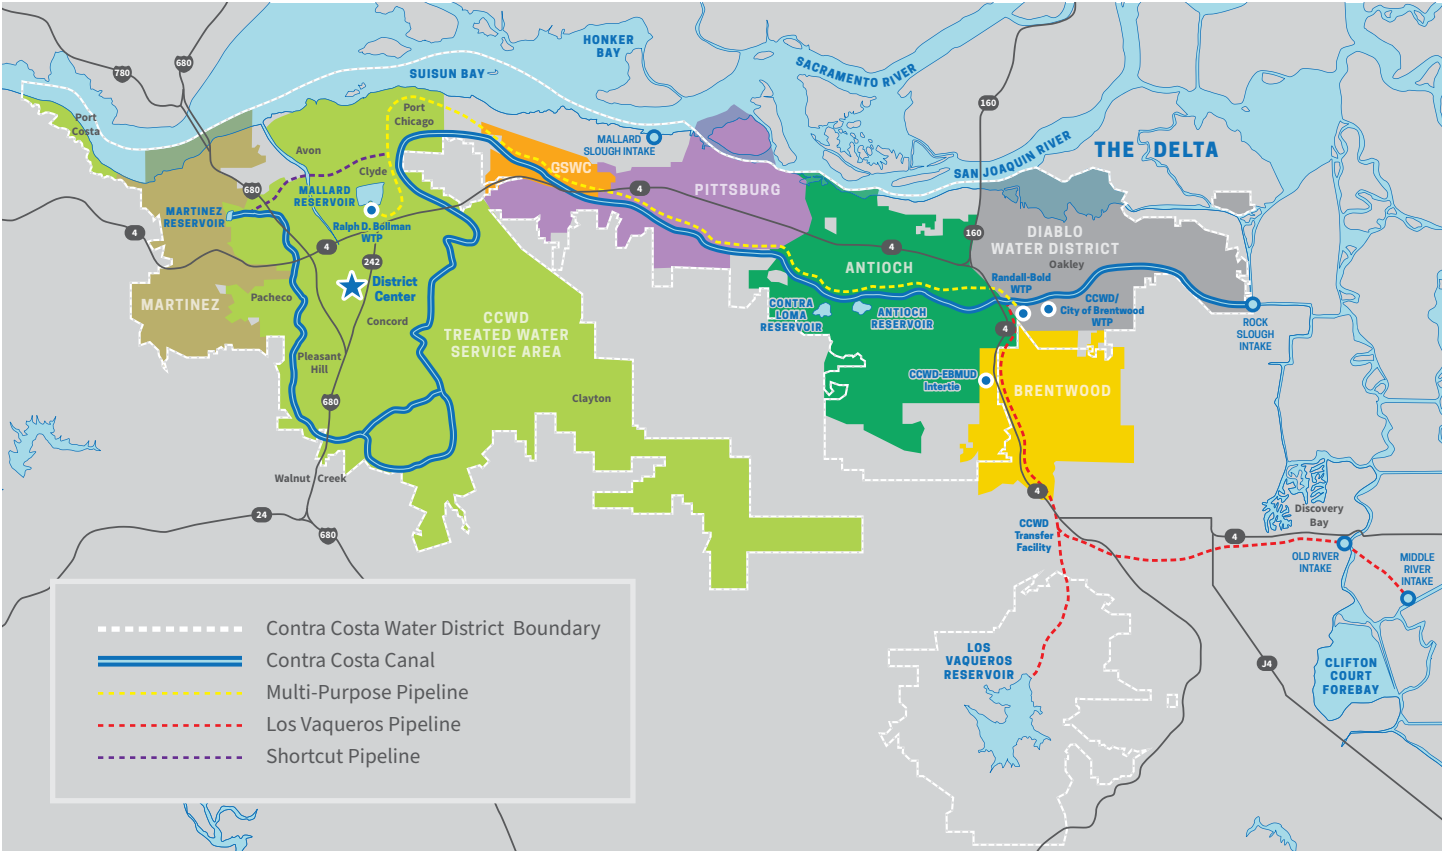 HONKER
BAY
SUISUN BAY
SACRAMENTO RIVER
780
680
160
Port
Costa
Port
Chicago
MALLARD
SLOUGH INTAKE
SAN JOAQUIN RIVER
THE DELTA
Avon
Clyde
GSWC
680
MALLARD
RESERVOIR
4
PITTSBURG
MARTINEZ
RESERVOIR
Ralph D. Bollman
WTP
4
4
242
4
160
DIABLO
WATER DISTRICT
Oakley
ANTIOCH
Randall-Bold
WTP
District
Center
Pacheco
MARTINEZ
Concord
CCWD
TREATED WATER
SERVICE AREA
CONTRA
LOMA
RESERVOIR
ANTIOCH
RESERVOIR
CCWD/
City of Brentwood
WTP
4
ROCK
SLOUGH
INTAKE
Pleasant
Hill
CCWD-EBMUD
Intertie
BRENTWOOD
680
Clayton
Walnut Creek
4
24
680
Discovery
Bay
CCWD
Transfer
Facility
4
OLD RIVER
INTAKE
MIDDLE
RIVER
INTAKE
LOS
VAQUEROS
RESERVOIR
J4
CLIFTON
COURT
FOREBAY
Contra Costa Water District Boundary
Contra Costa Canal
Multi-Purpose Pipeline
Los Vaqueros Pipeline
Shortcut Pipeline